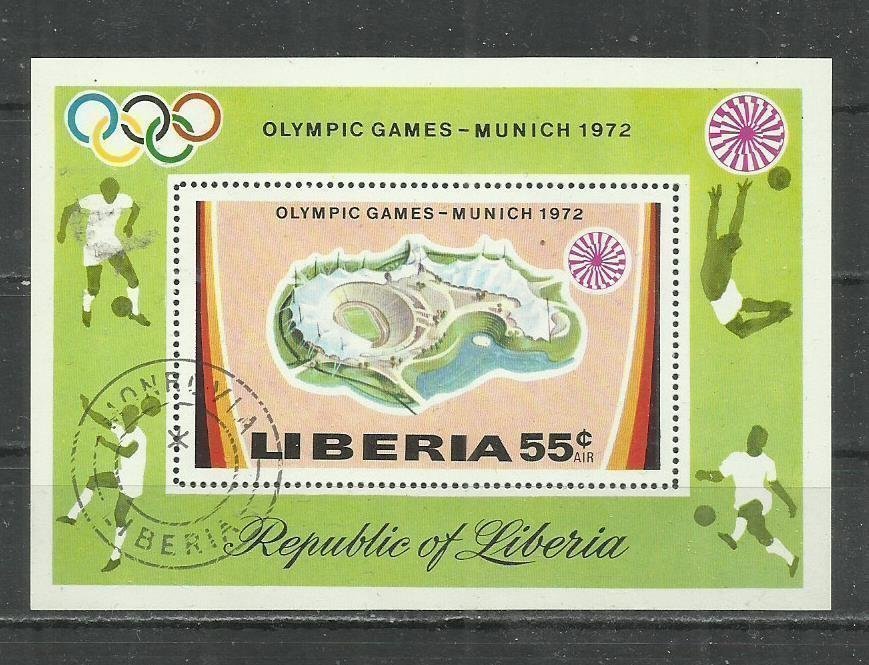 OLYMPIC GAMES – MUNICH 1972
OLYMPIC GAMES – MUNICH 1972
LIBERIA 55¢
AIR
MONROVIA
LIBERIA
Republic of Liberia